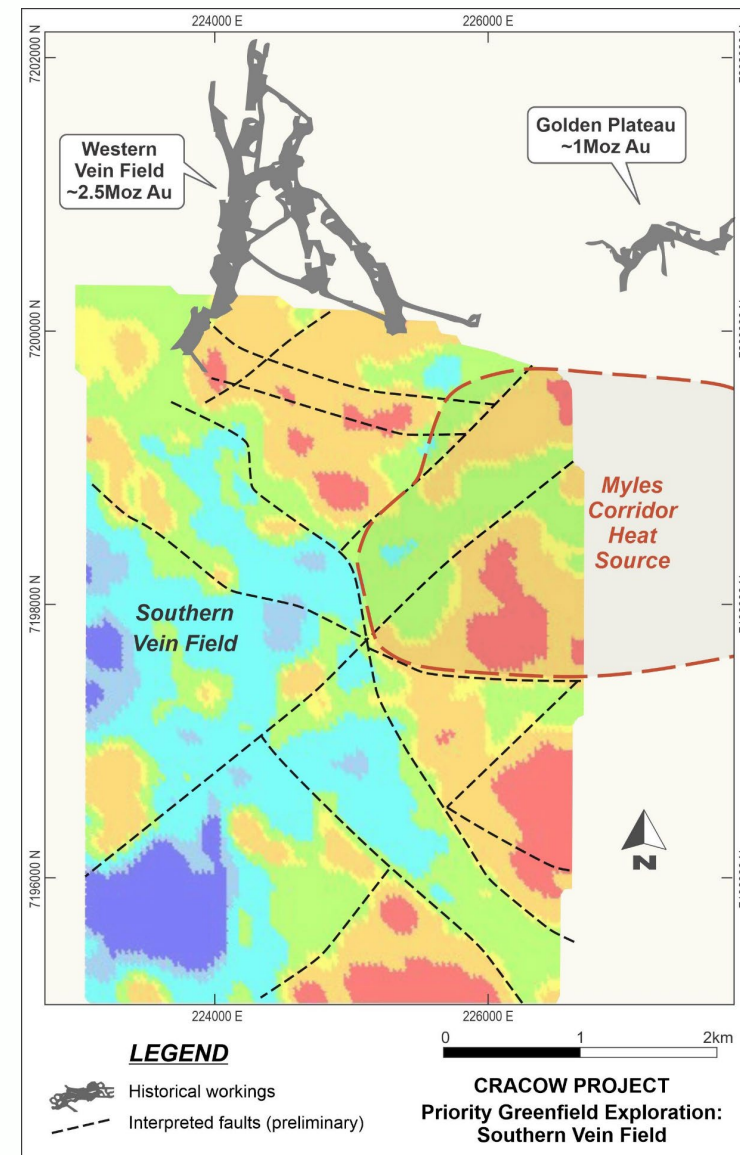 224000 E
226000 E
7202000 N
Western
Vein Field
~2.5Moz Au
Golden Plateau
~1Moz Au
7200000 N
Myles
Corridor
Heat
Source
7198000 N
Southern
Vein Field
7196000 N
N
224000 E
226000 E
LEGEND
Historical workings
Interpreted faults (preliminary)
0 1 2km
CRACOW PROJECT
Priority Greenfield Exploration:
Southern Vein Field